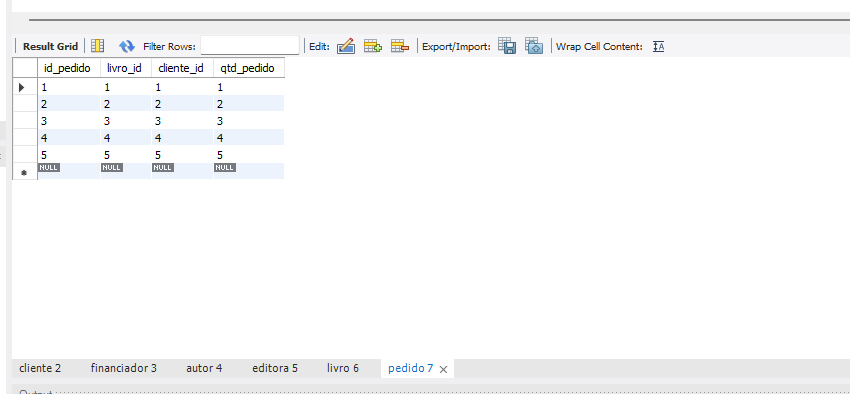 Result Grid Filter Rows: Edit: Export/Import: Wrap Cell Content:
id_pedido livro_id cliente_id qtd_pedido
1 1 1 1
2 2 2 2
3 3 3 3
4 4 4 4
5 5 5 5
NULL NULL NULL NULL
cliente 2 financiador 3 autor 4 editora 5 livro 6 pedido 7
Output